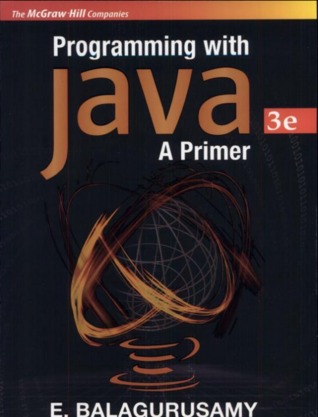 The McGraw-Hill Companies
Programming with
Java
3e
A Primer
E. BALAGURUSAMY